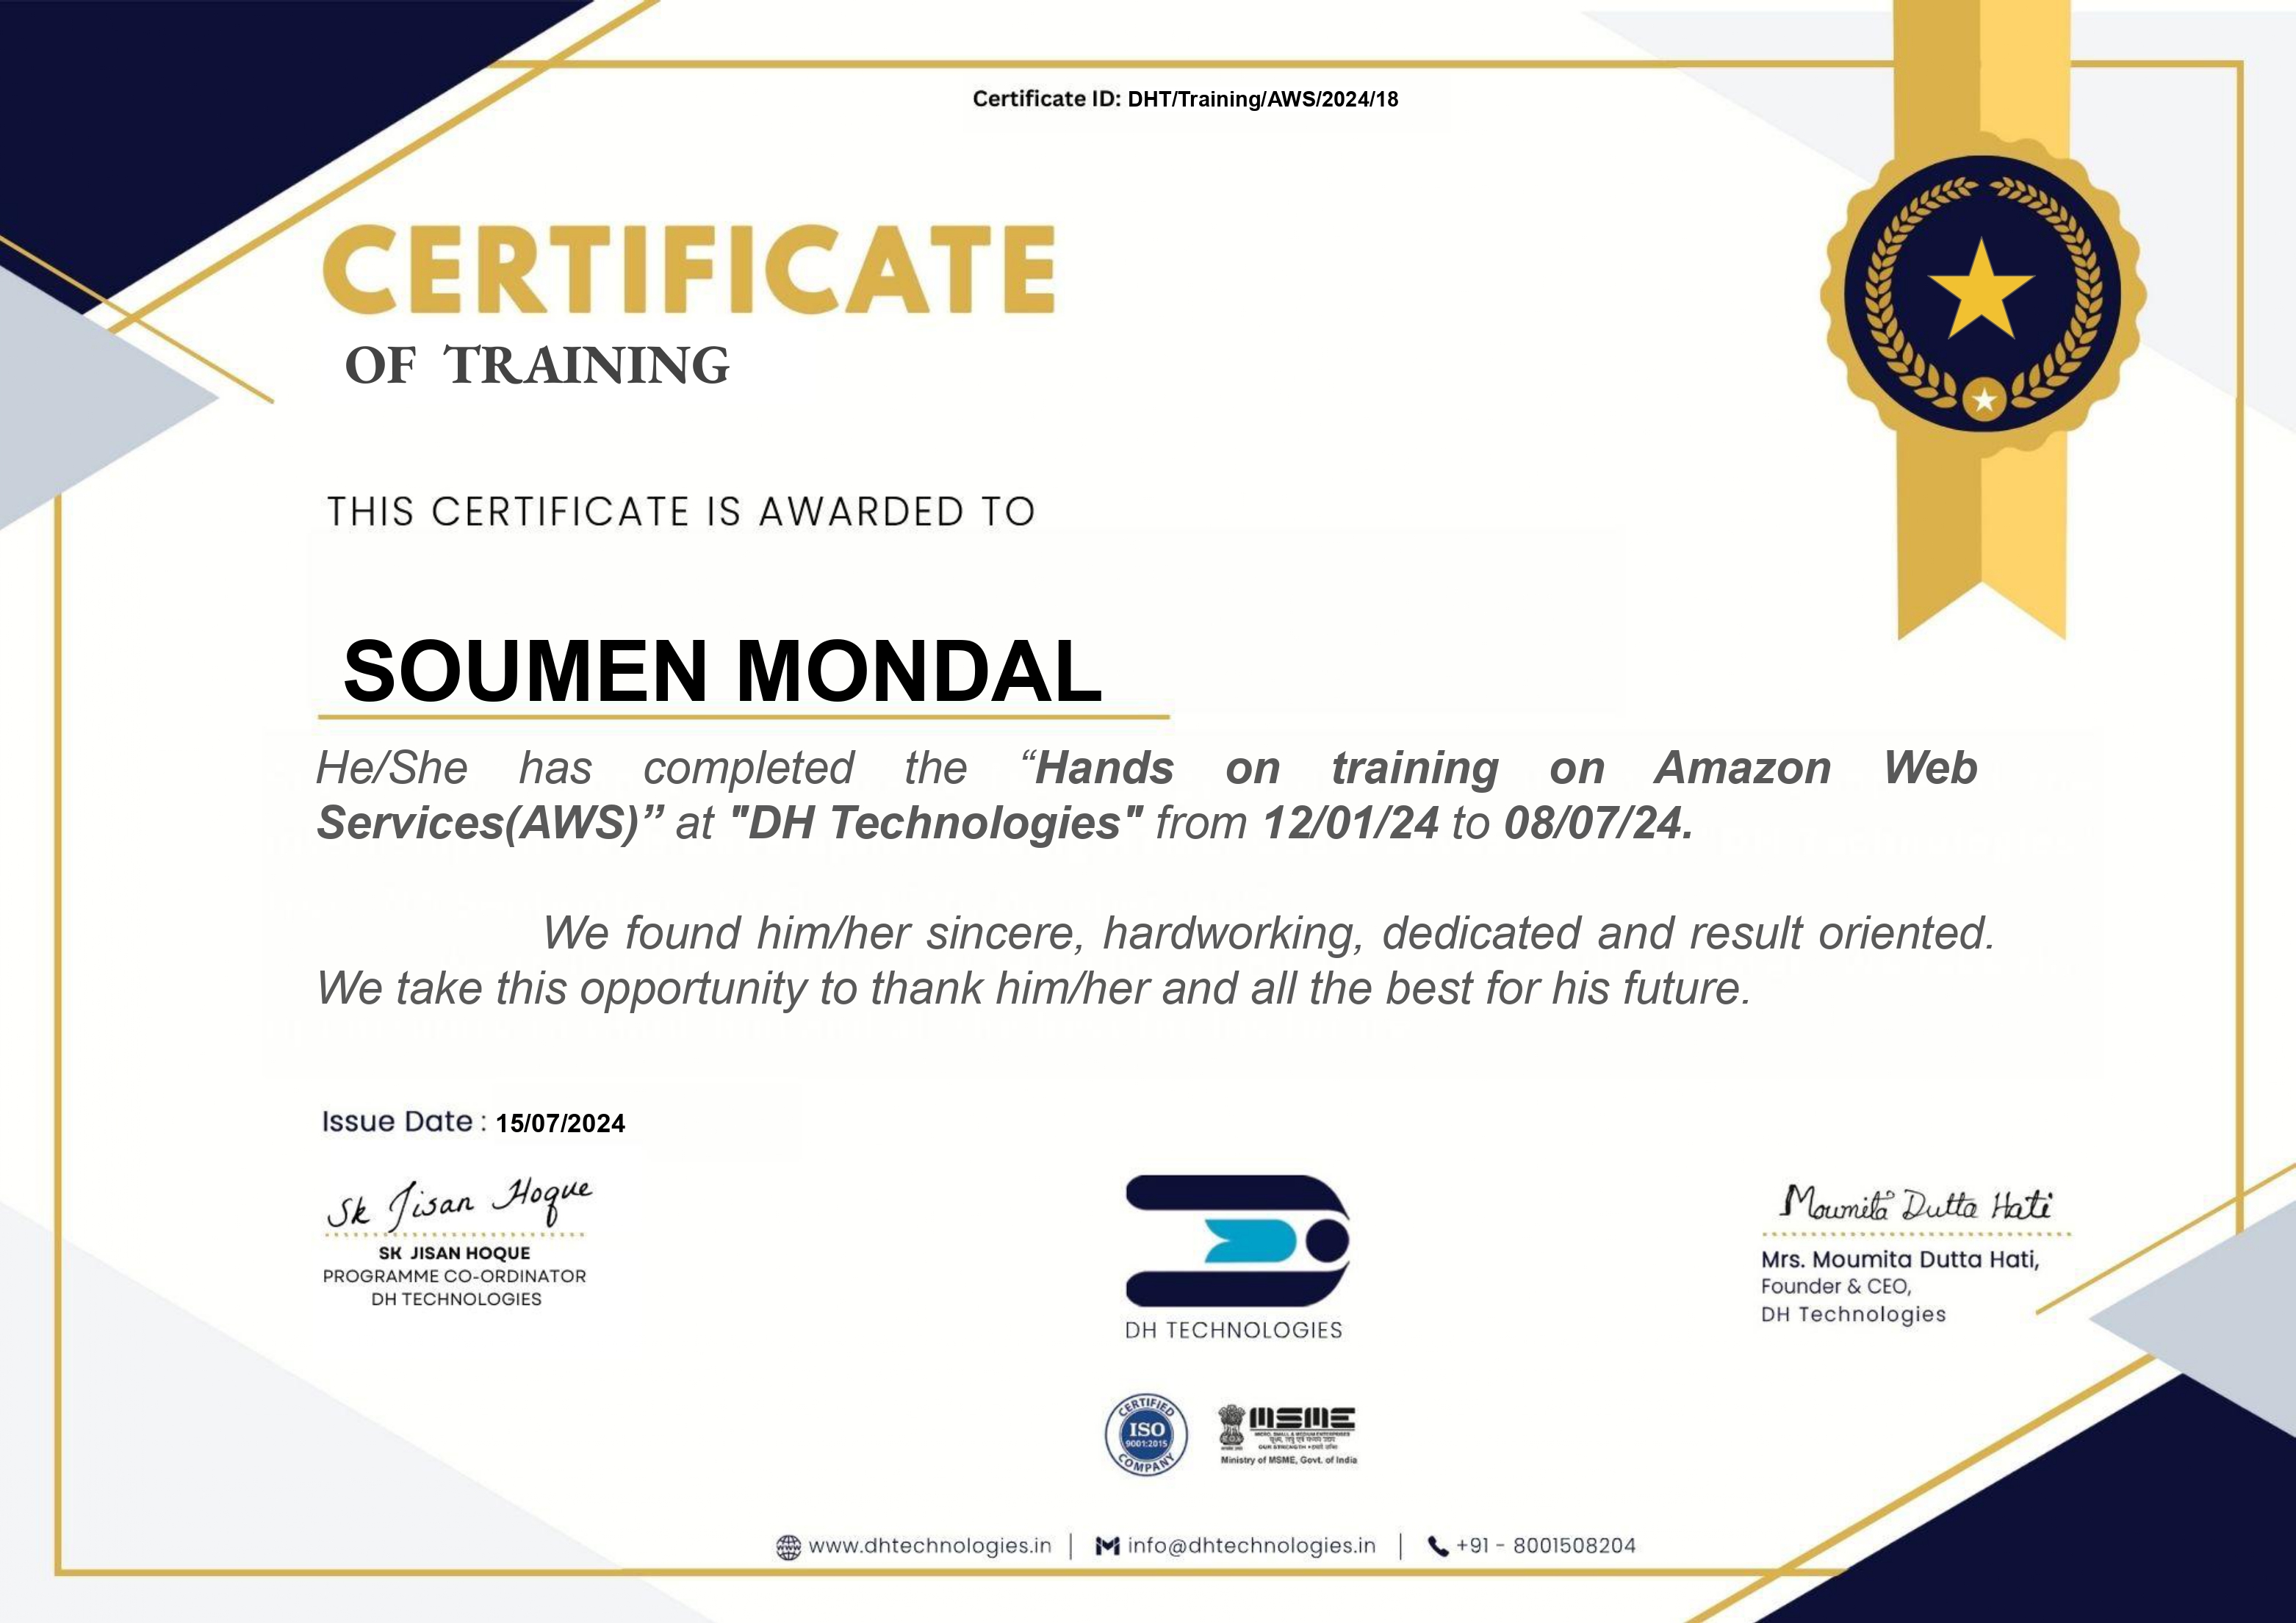 Certificate ID: DHT/Training/AWS/2024/18
CERTIFICATE
OF TRAINING
THIS CERTIFICATE IS AWARDED TO
SOUMEN MONDAL
He/She has completed the “Hands on training on Amazon Web
Services(AWS)” at "DH Technologies" from 12/01/24 to 08/07/24.
We found him/her sincere, hardworking, dedicated and result oriented.
We take this opportunity to thank him/her and all the best for his future.
Issue Date : 15/07/2024
Sk Jisan Hoque
SK JISAN HOQUE
PROGRAMME CO-ORDINATOR
DH TECHNOLOGIES
DH TECHNOLOGIES
Moumita Dutta Hati
Mrs. Moumita Dutta Hati,
Founder & CEO,
DH Technologies
CERTIFIED
ISO
9001:2015
COMPANY
MSME
MICRO, SMALL & MEDIUM ENTERPRISES
Ministry of MSME, Govt. of India
www.dhtechnologies.in | info@dhtechnologies.in | +91 - 8001508204